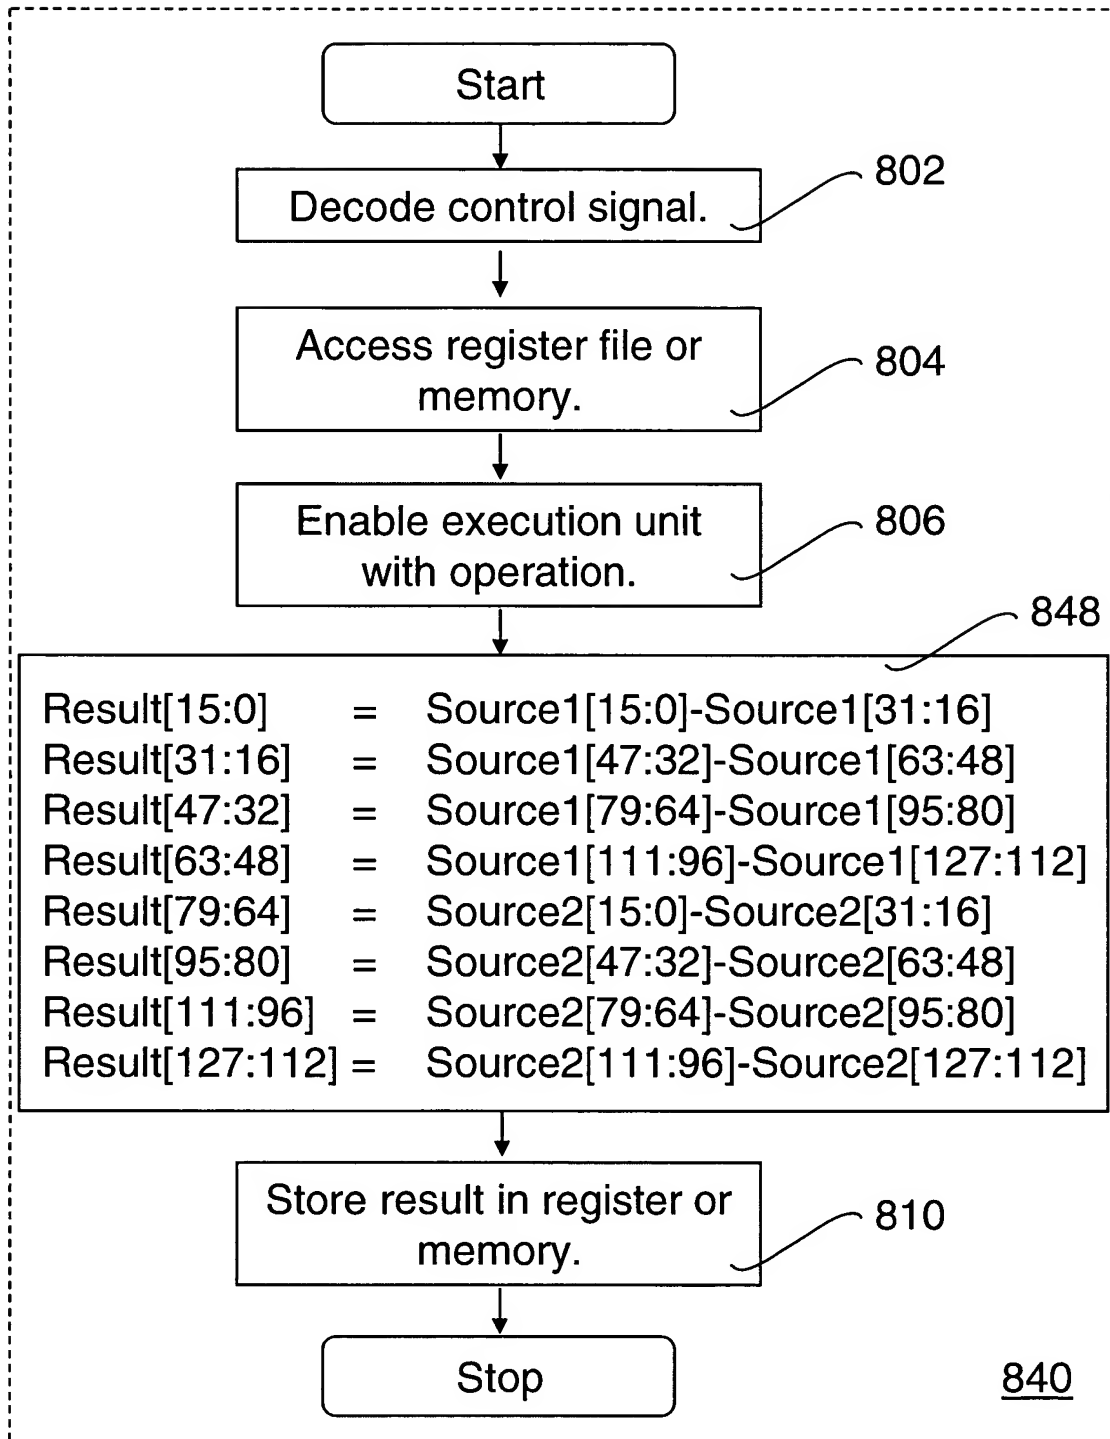 Start
802
Decode control signal.
Access register file or
memory.
804
Enable execution unit
with operation.
806
848
Result[15:0] = Source1[15:0]-Source1[31:16]
Result[31:16] = Source1[47:32]-Source1[63:48]
Result[47:32] = Source1[79:64]-Source1[95:80]
Result[63:48] = Source1[111:96]-Source1[127:112]
Result[79:64] = Source2[15:0]-Source2[31:16]
Result[95:80] = Source2[47:32]-Source2[63:48]
Result[111:96] = Source2[79:64]-Source2[95:80]
Result[127:112] = Source2[111:96]-Source2[127:112]
Store result in register or
memory.
810
Stop
840